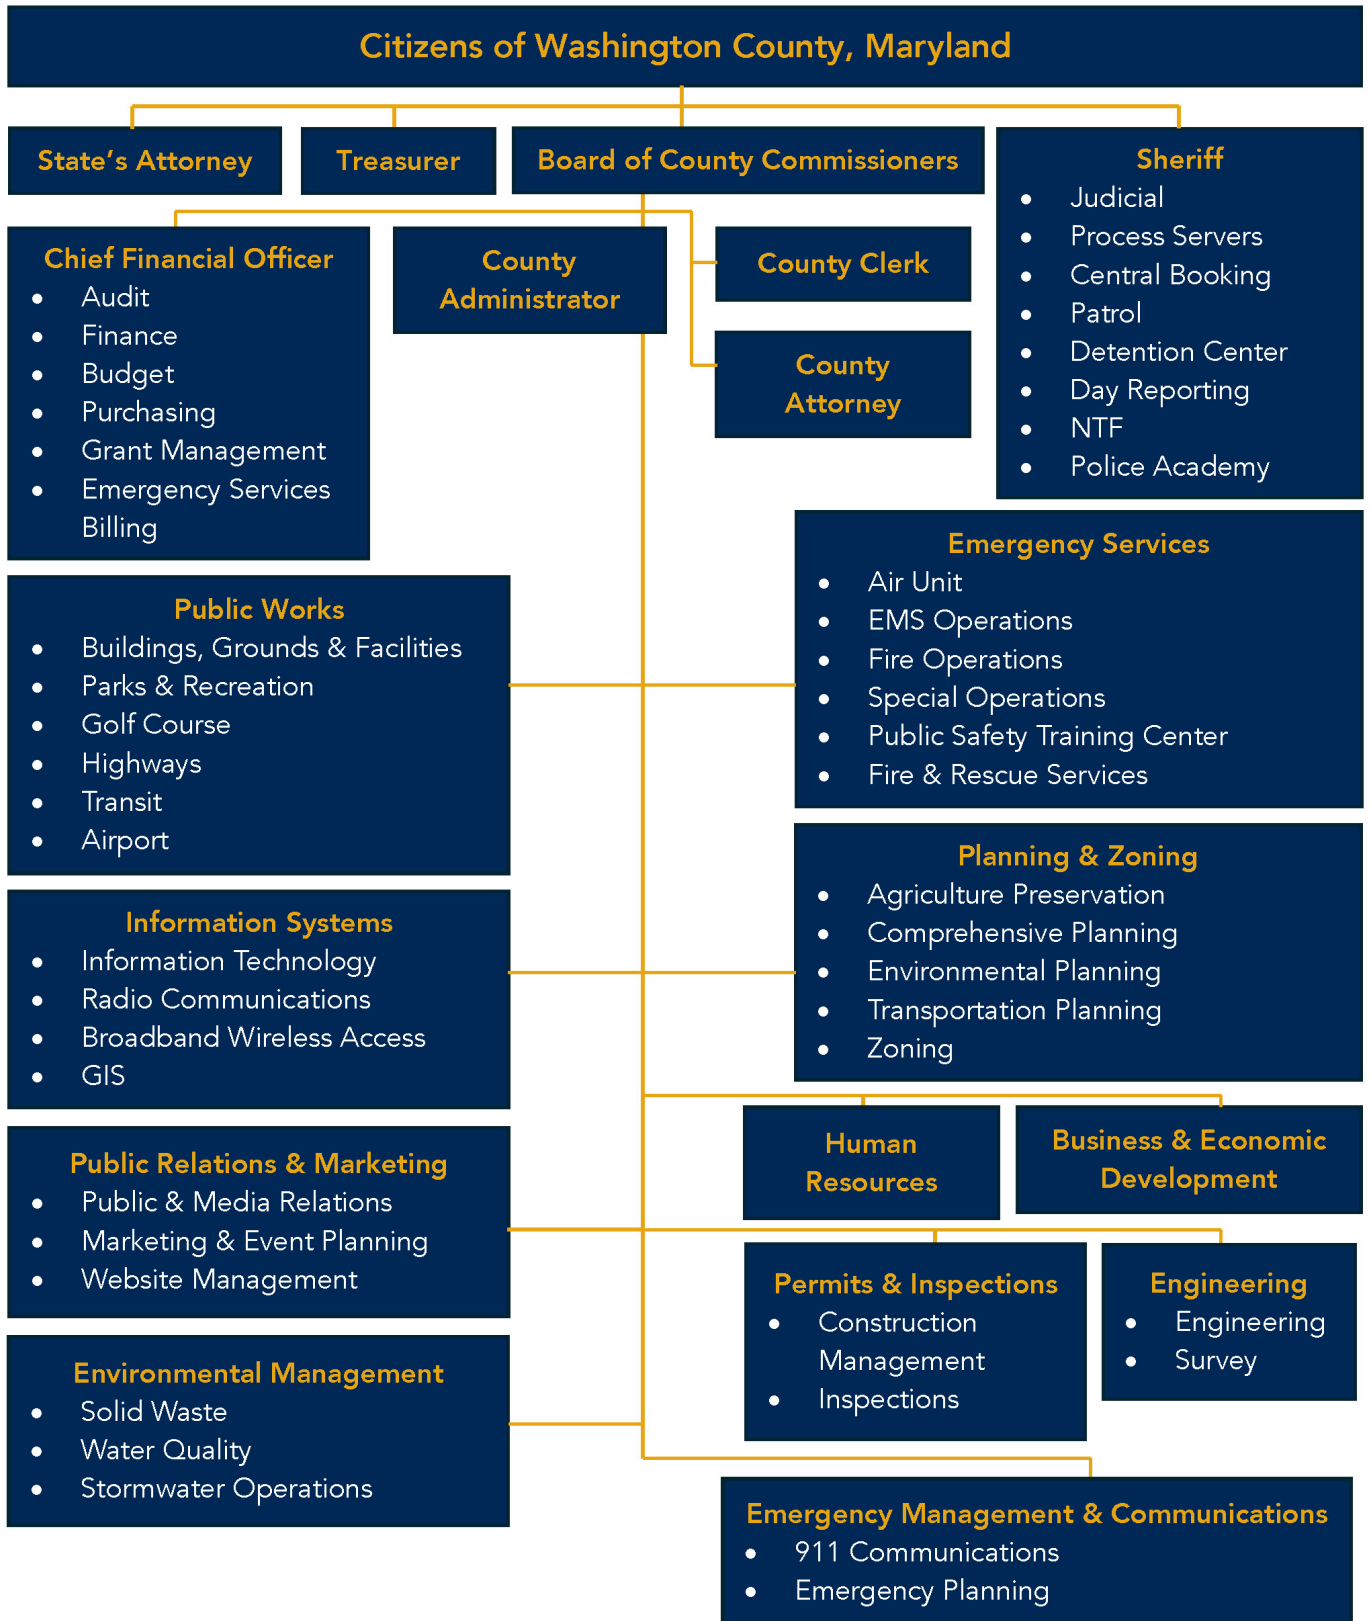 Citizens of Washington County, Maryland
State's Attorney
Treasurer
Board of County Commissioners
Sheriff
• Judicial
• Process Servers
• Central Booking
• Patrol
• Detention Center
• Day Reporting
• NTF
• Police Academy
Chief Financial Officer
• Audit
• Finance
• Budget
• Purchasing
• Grant Management
• Emergency Services
Billing
County
Administrator
County Clerk
County
Attorney
Emergency Services
• Air Unit
• EMS Operations
• Fire Operations
• Special Operations
• Public Safety Training Center
• Fire & Rescue Services
Public Works
• Buildings, Grounds & Facilities
• Parks & Recreation
• Golf Course
• Highways
• Transit
• Airport
Planning & Zoning
• Agriculture Preservation
• Comprehensive Planning
• Environmental Planning
• Transportation Planning
• Zoning
Information Systems
• Information Technology
• Radio Communications
• Broadband Wireless Access
• GIS
Human
Resources
Business & Economic
Development
Public Relations & Marketing
• Public & Media Relations
• Marketing & Event Planning
• Website Management
Permits & Inspections
• Construction
Management
• Inspections
Engineering
• Engineering
• Survey
Environmental Management
• Solid Waste
• Water Quality
• Stormwater Operations
Emergency Management & Communications
• 911 Communications
• Emergency Planning